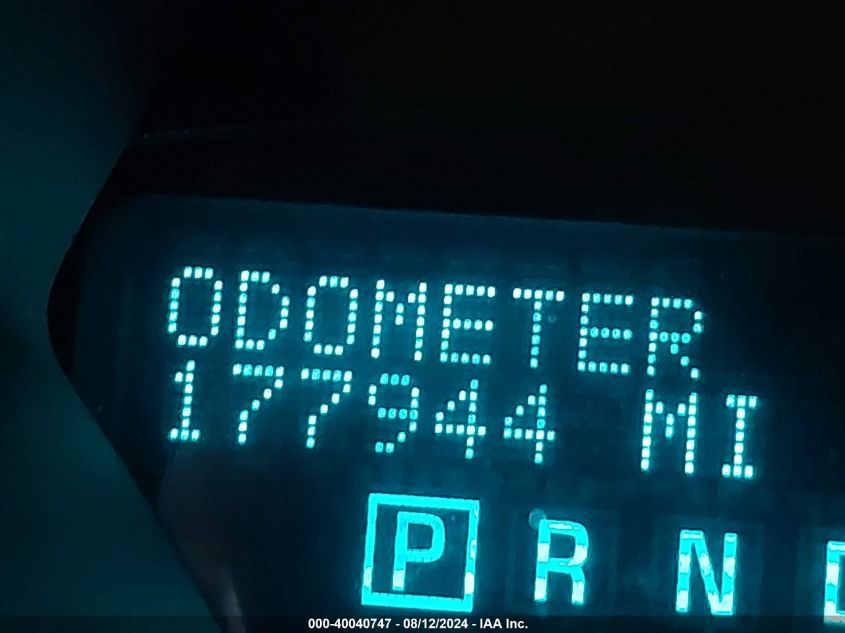 ODOMETER
177944 MI
P R N
000-40040747 - 08/12/2024 - IAA Inc.